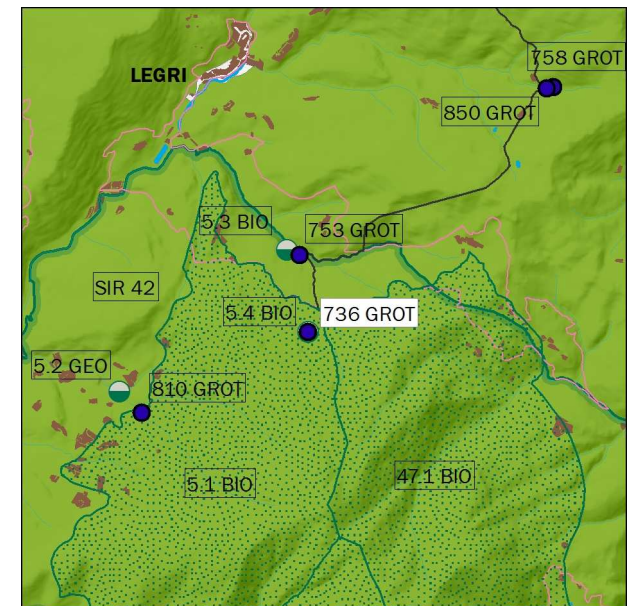 758 GROT
LEGRI
850 GROT
5.3 BIO
753 GROT
SIR 42
5.4 BIO
736 GROT
5.2 GEO
810 GROT
5.1 BIO
47.1 BIO